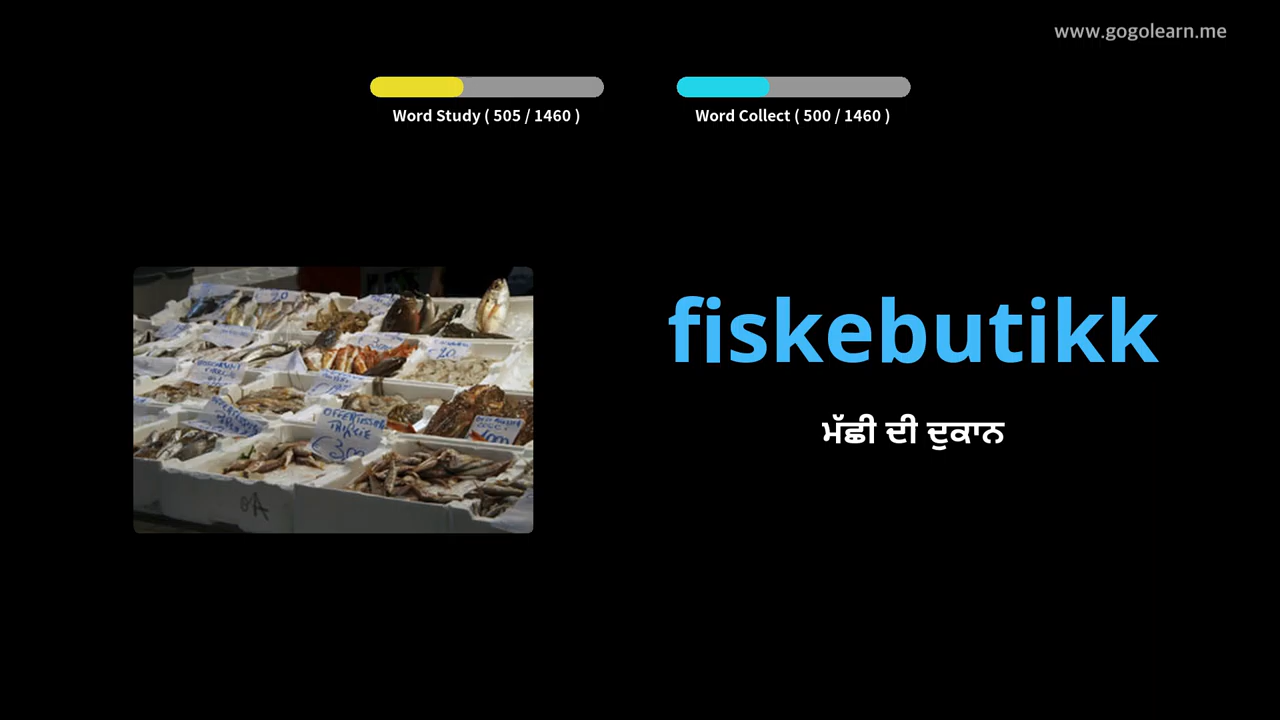 www.gogolearn.me
Word Study ( 505 / 1460 )
Word Collect ( 500 / 1460 )
fiskebutikk
ਮੱਛੀ ਦੀ ਦੁਕਾਨ